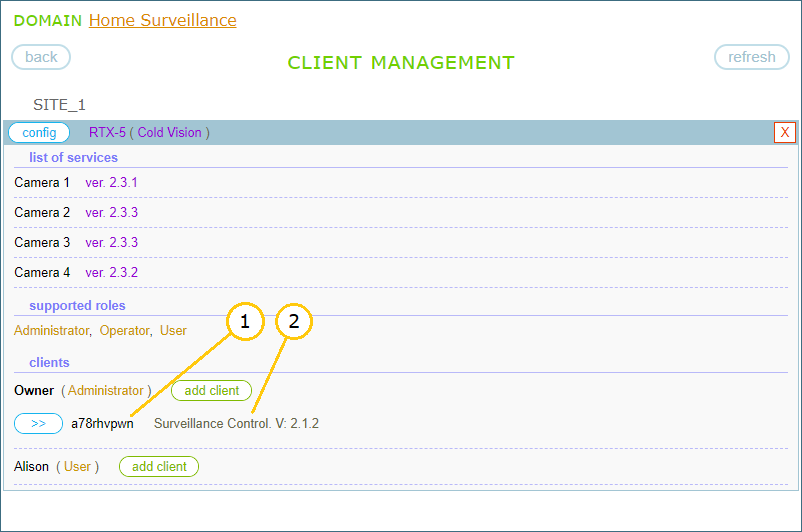 DOMAIN Home Surveillance
back
CLIENT MANAGEMENT
refresh
SITE_1
config RTX-5 ( Cold Vision ) X
list of services
Camera 1 ver. 2.3.1
Camera 2 ver. 2.3.3
Camera 3 ver. 2.3.3
Camera 4 ver. 2.3.2
supported roles
1 2
Administrator, Operator, User
clients
Owner ( Administrator ) add client
>> a78rhvpwn Surveillance Control. V: 2.1.2
Alison ( User ) add client